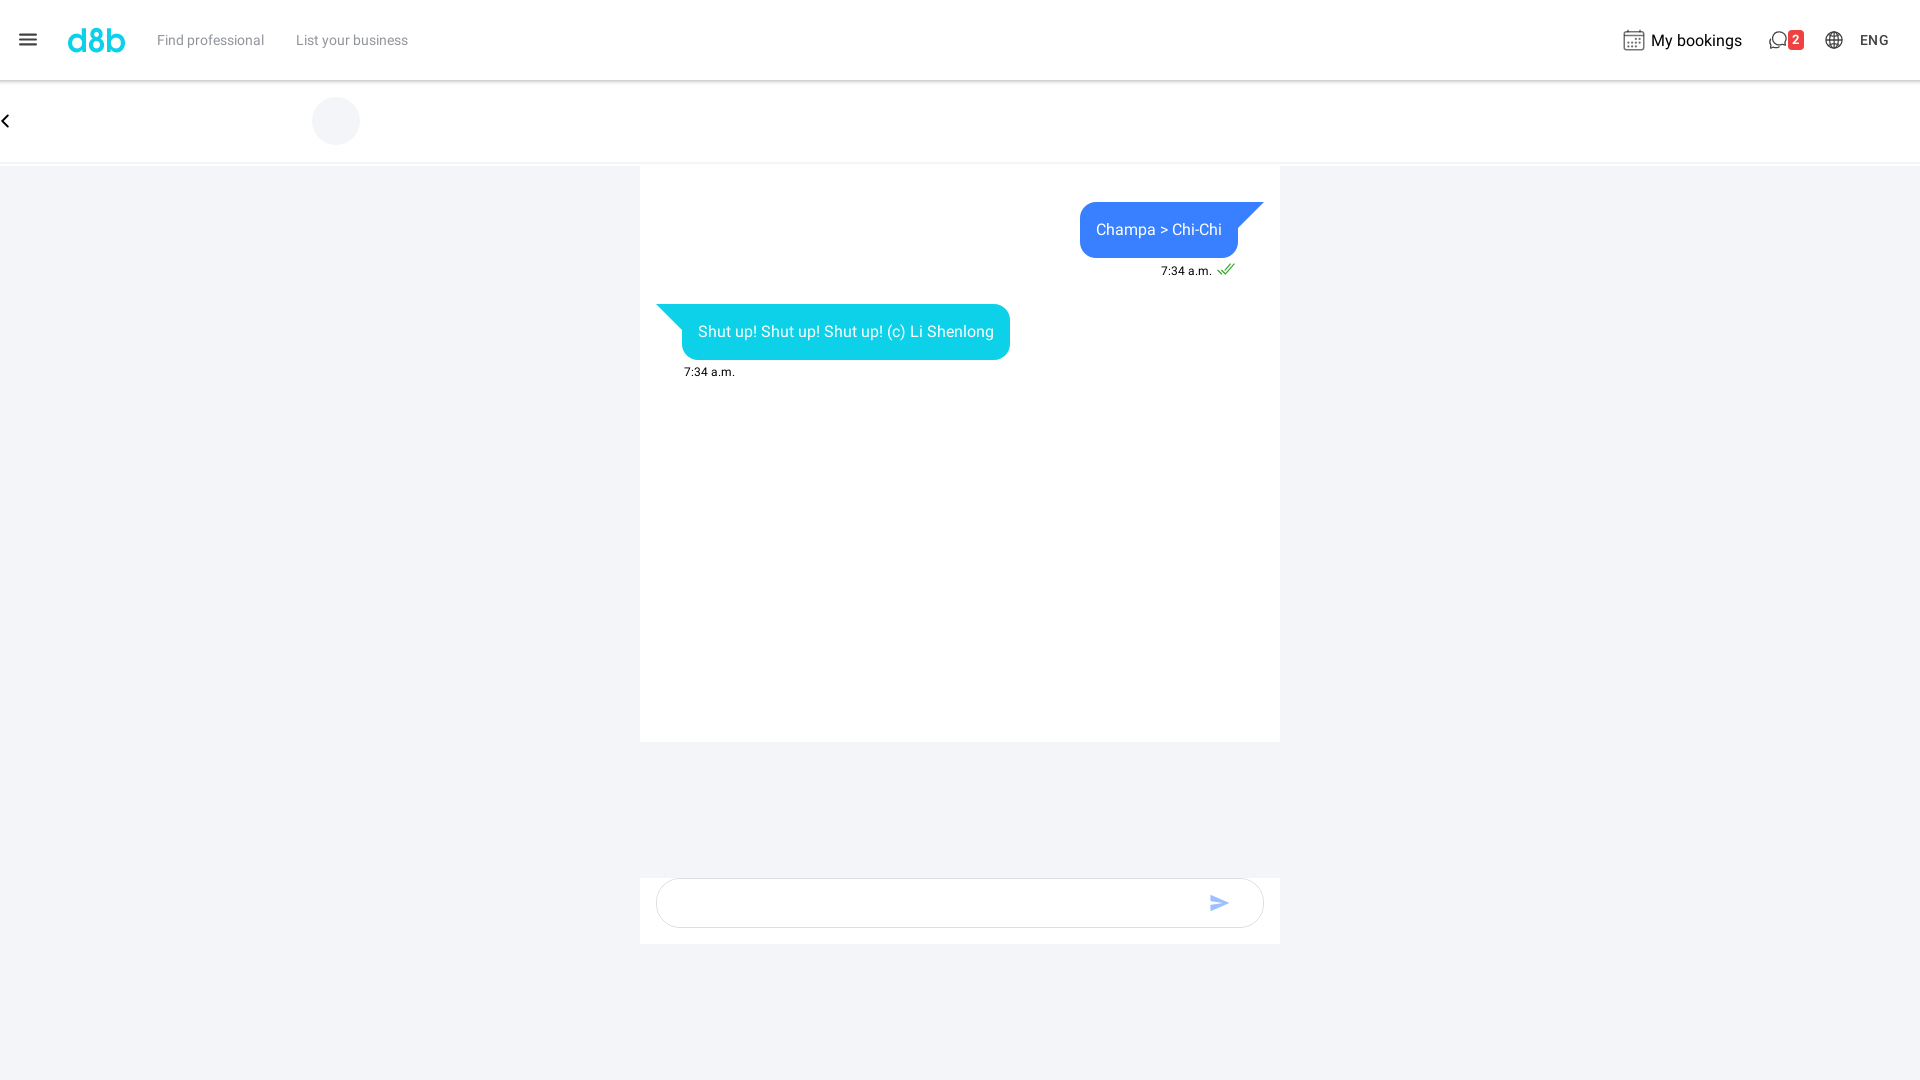 d8b
Find professional
List your business
My bookings
2
ENG
Champa > Chi-Chi
7:34 a.m.
Shut up! Shut up! Shut up! (c) Li Shenlong
7:34 a.m.